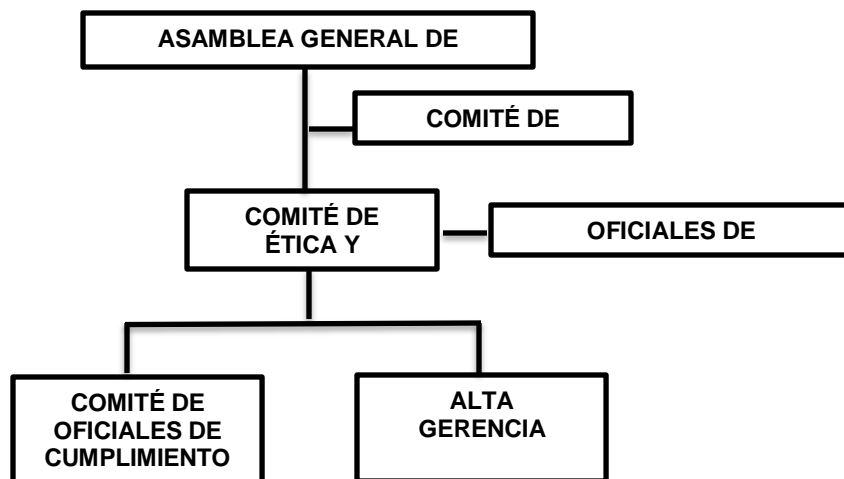 ASAMBLEA GENERAL DE
COMITÉ DE
COMITÉ DE
ÉTICA Y
OFICIALES DE
COMITÉ DE
OFICIALES DE
CUMPLIMIENTO
ALTA
GERENCIA